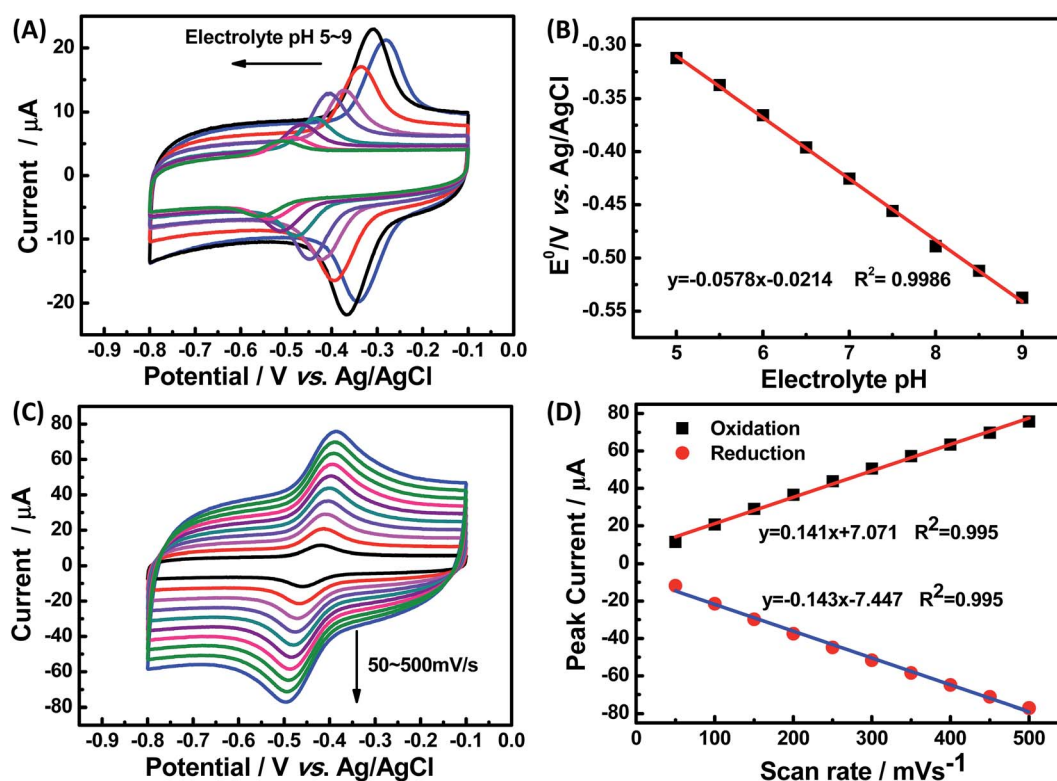 (A)
Electrolyte pH 5~9
20
10
0
-10
-20
Current / μA
-0.9 -0.8 -0.7 -0.6 -0.5 -0.4 -0.3 -0.2 -0.1 0.0
Potential / V vs. Ag/AgCl
(B)
-0.30
-0.35
-0.40
-0.45
-0.50
-0.55
E⁰/V vs. Ag/AgCl
y=-0.0578x-0.0214 R²= 0.9986
5 6 7 8 9
Electrolyte pH
(C)
80
60
40
20
0
-20
-40
-60
-80
Current / μA
50~500mV/s
-0.9 -0.8 -0.7 -0.6 -0.5 -0.4 -0.3 -0.2 -0.1 0.0
Potential / V vs. Ag/AgCl
(D)
80
60
40
20
0
-20
-40
-60
-80
Peak Current / μA
Oxidation
Reduction
y=0.141x+7.071 R²=0.995
y=-0.143x-7.447 R²=0.995
0 100 200 300 400 500
Scan rate / mVs⁻¹